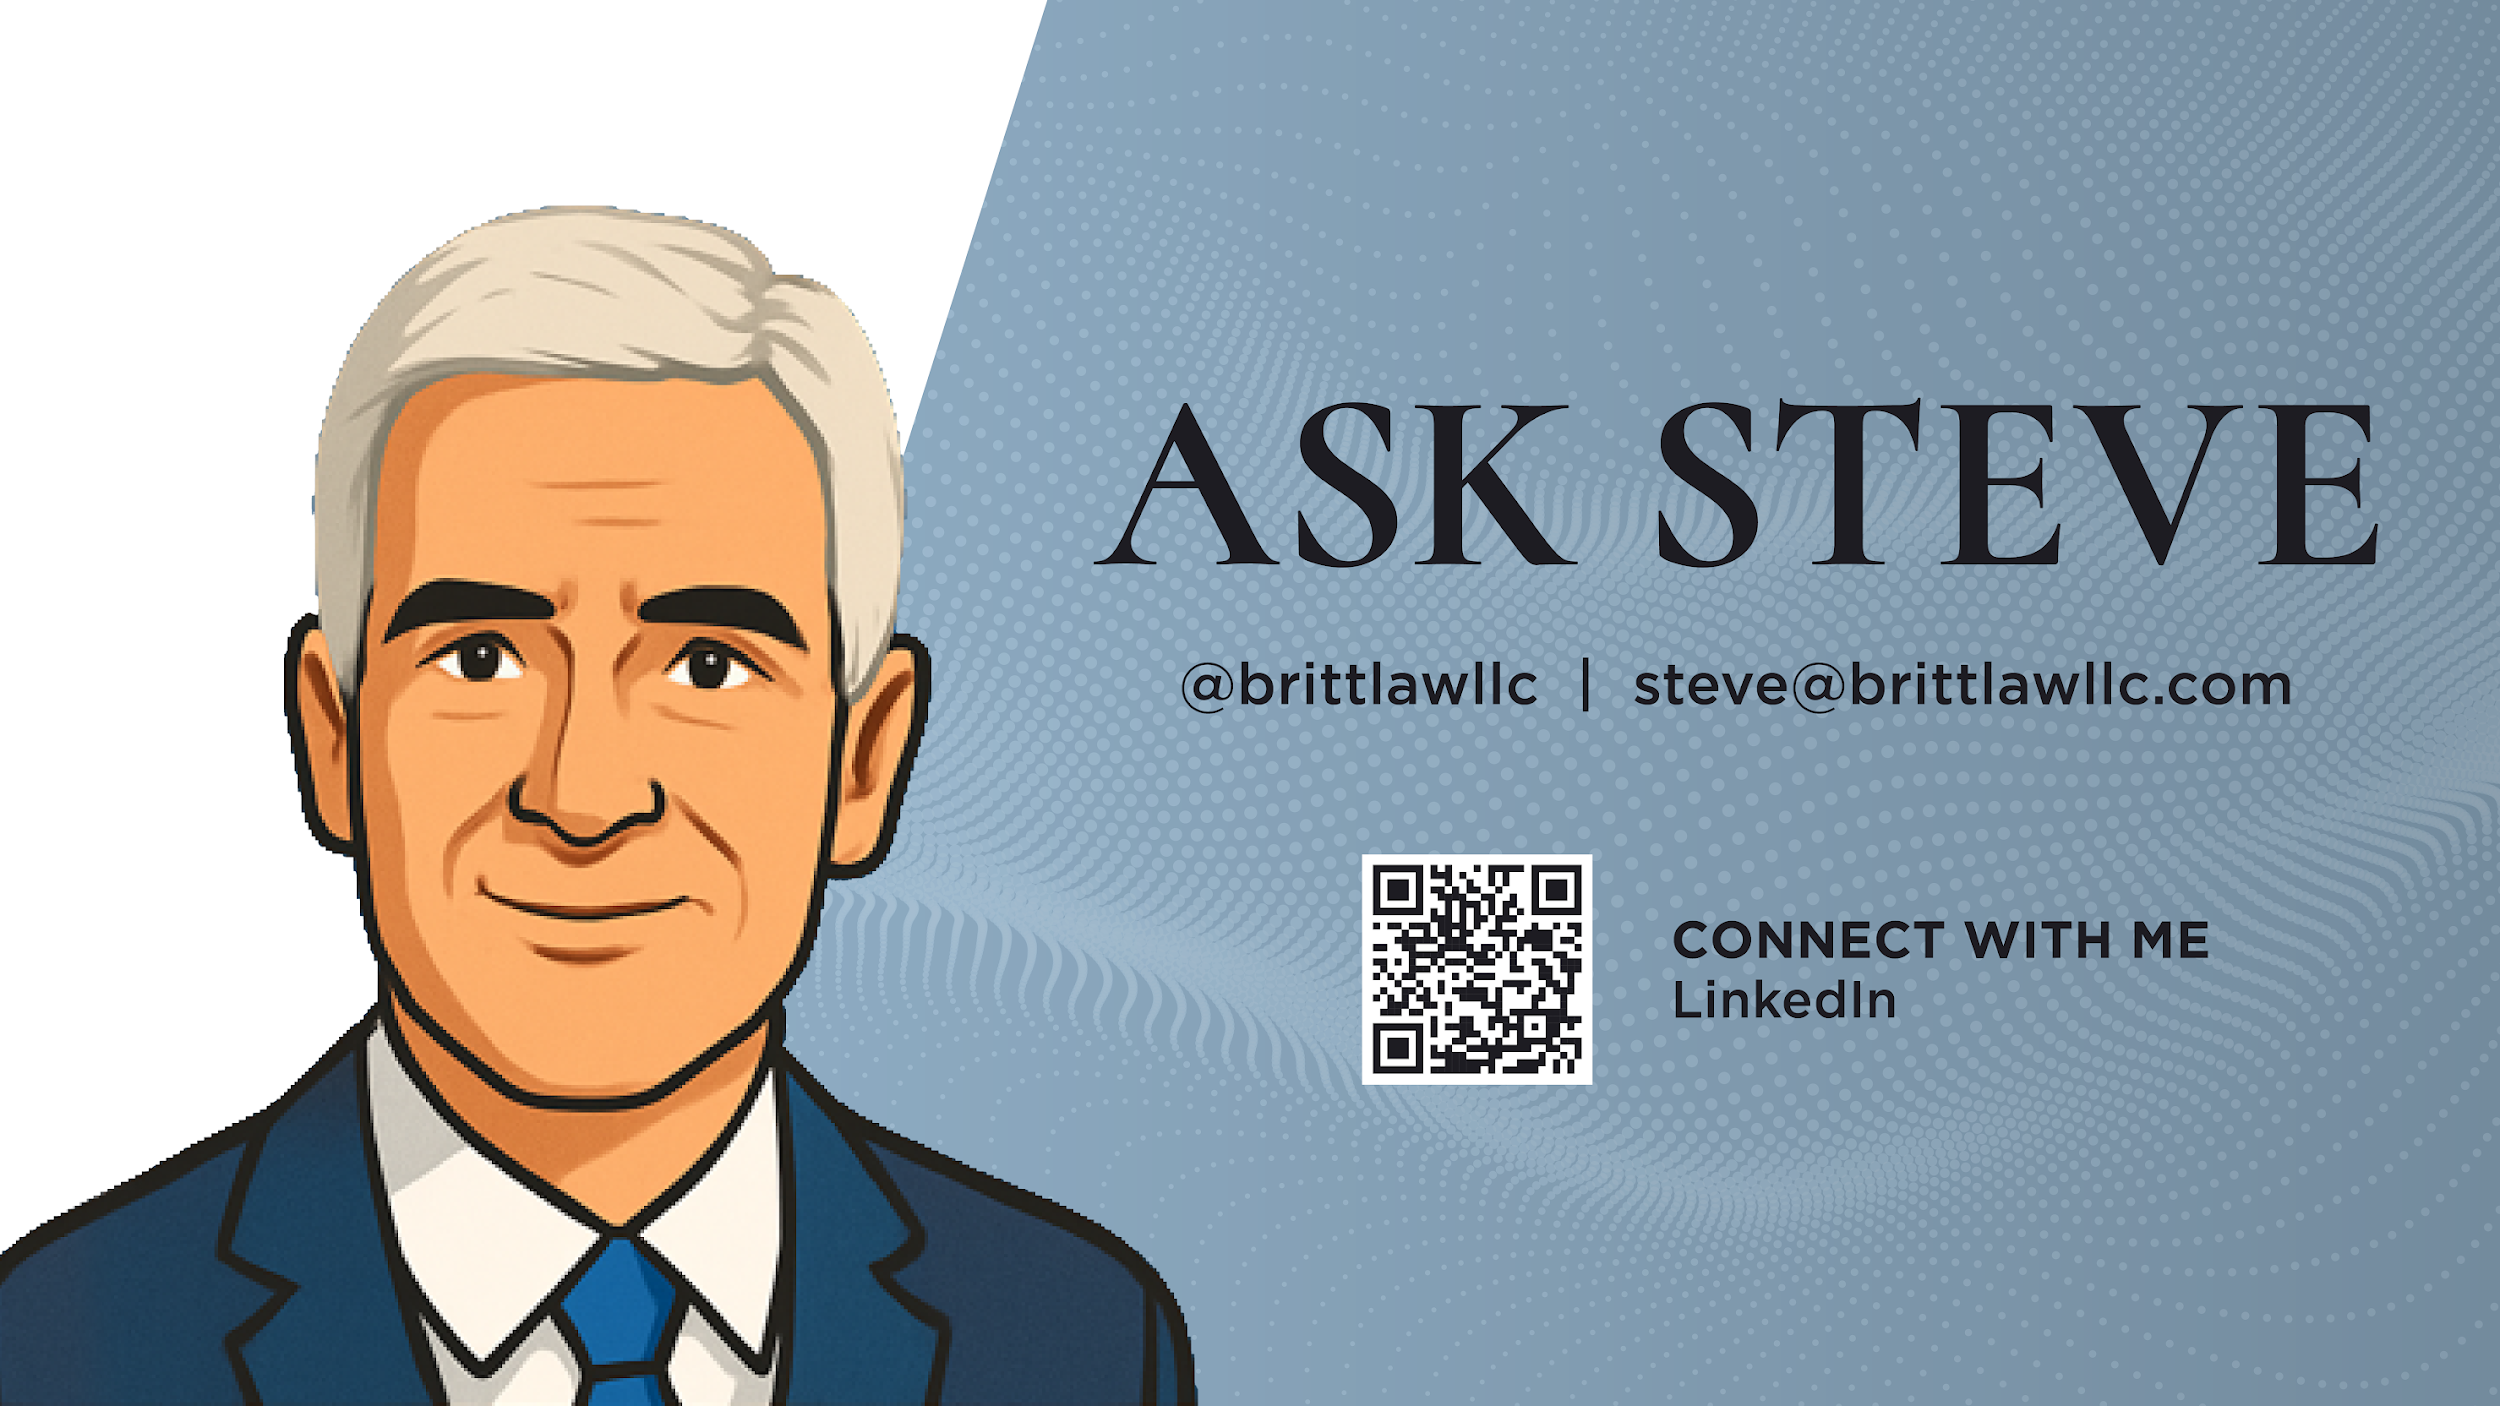 ASK STEVE
@brittlawllc | steve@brittlawllc.com
CONNECT WITH ME
LinkedIn